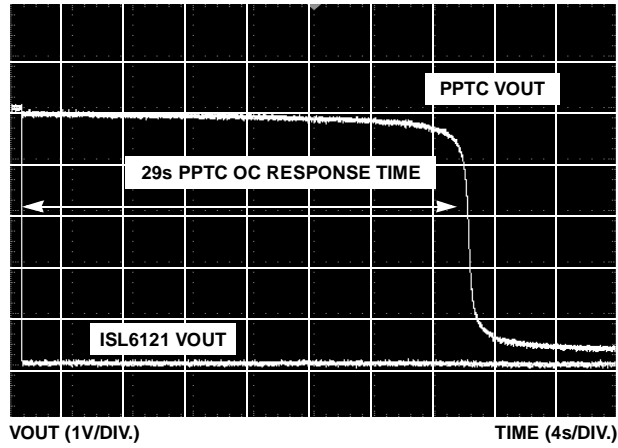 PPTC VOUT
29s PPTC OC RESPONSE TIME
ISL6121 VOUT
VOUT (1V/DIV.)
TIME (4s/DIV.)